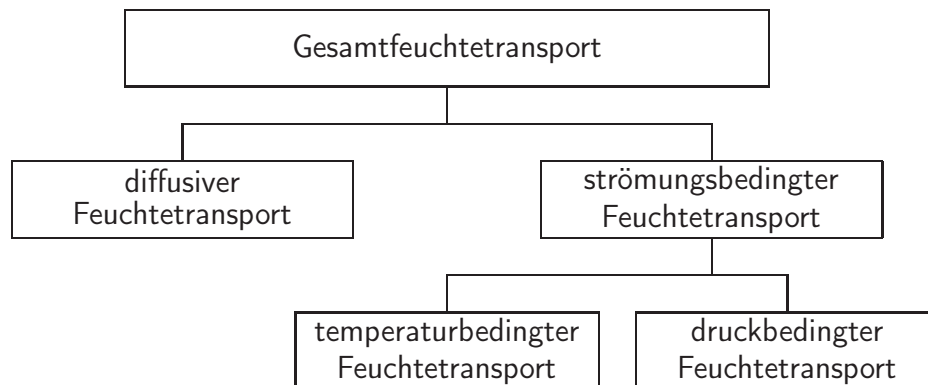 Gesamtfeuchtetransport
diffusiver
Feuchtetransport
strömungsbedingter
Feuchtetransport
temperaturbedingter
Feuchtetransport
druckbedingter
Feuchtetransport